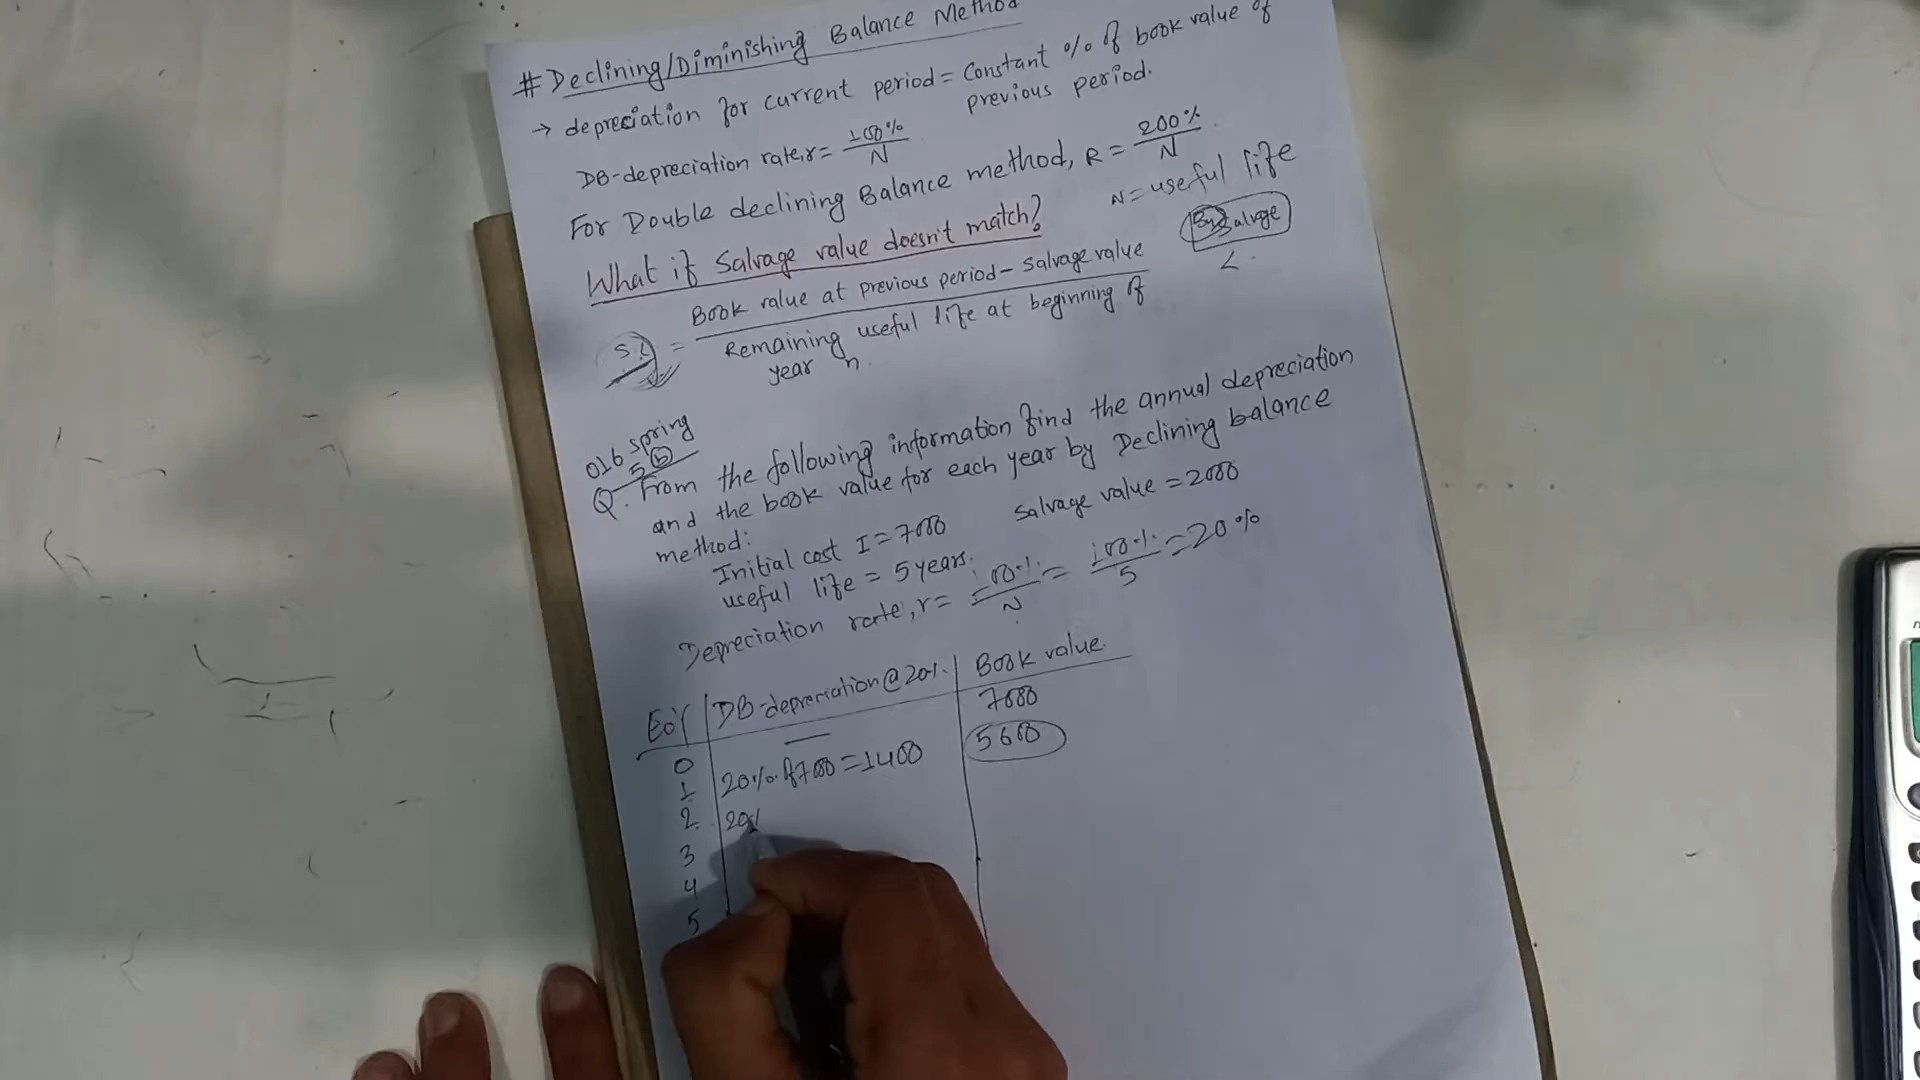 # Declining/Diminishing Balance Method
→ depreciation for current period = Constant % of book value of
previous period.
DB-depreciation rate, r = 100% / N
For Double declining Balance method, R = 200% / N
N = useful life
What if Salvage value doesn't match?
Salvage
<
S.L = Book value at previous period - Salvage value
Remaining useful life at beginning of
year n.
016 spring
5 b
Q. From the following information find the annual depreciation
and the book value for each year by Declining balance
method:
Initial cost I = 7000 Salvage value = 2000
useful life = 5 years.
Depreciation rate, r = 100% / N = 100% / 5 = 20%
EOY DB-depreciation @ 20% Book value.
0 — 7000
1 20% of 7000 = 1400 5600
2. 20%
3
4
5